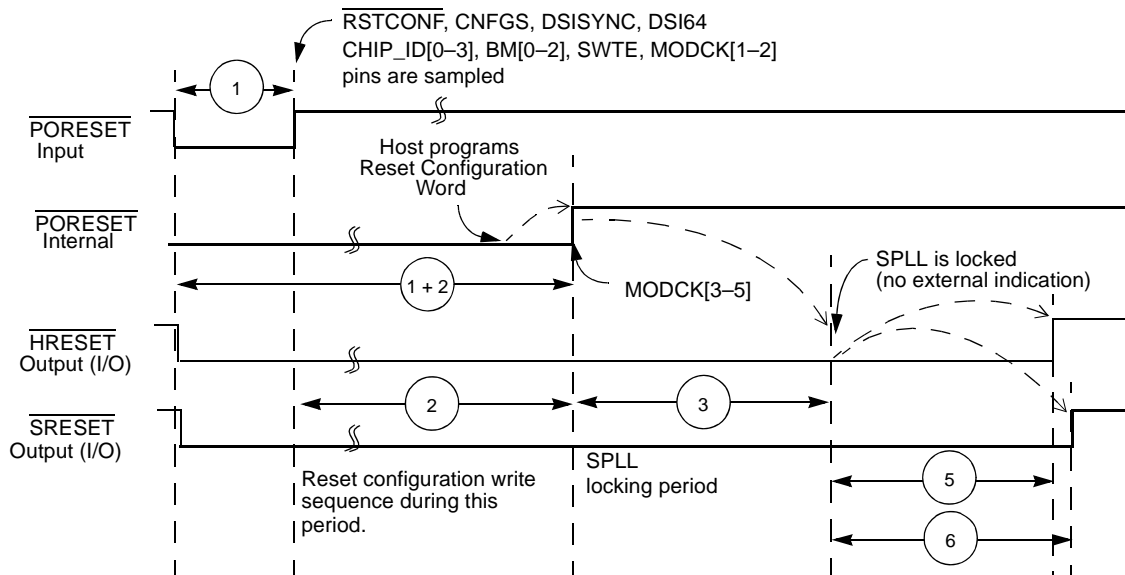 RSTCONF, CNFGS, DSISYNC, DSI64
CHIP_ID[0–3], BM[0–2], SWTE, MODCK[1–2]
pins are sampled
1
PORESET
Input
Host programs
Reset Configuration
Word
PORESET
Internal
SPLL is locked
(no external indication)
1 + 2
MODCK[3–5]
HRESET
Output (I/O)
2
3
SRESET
Output (I/O)
Reset configuration write
sequence during this
period.
SPLL
locking period
5
6